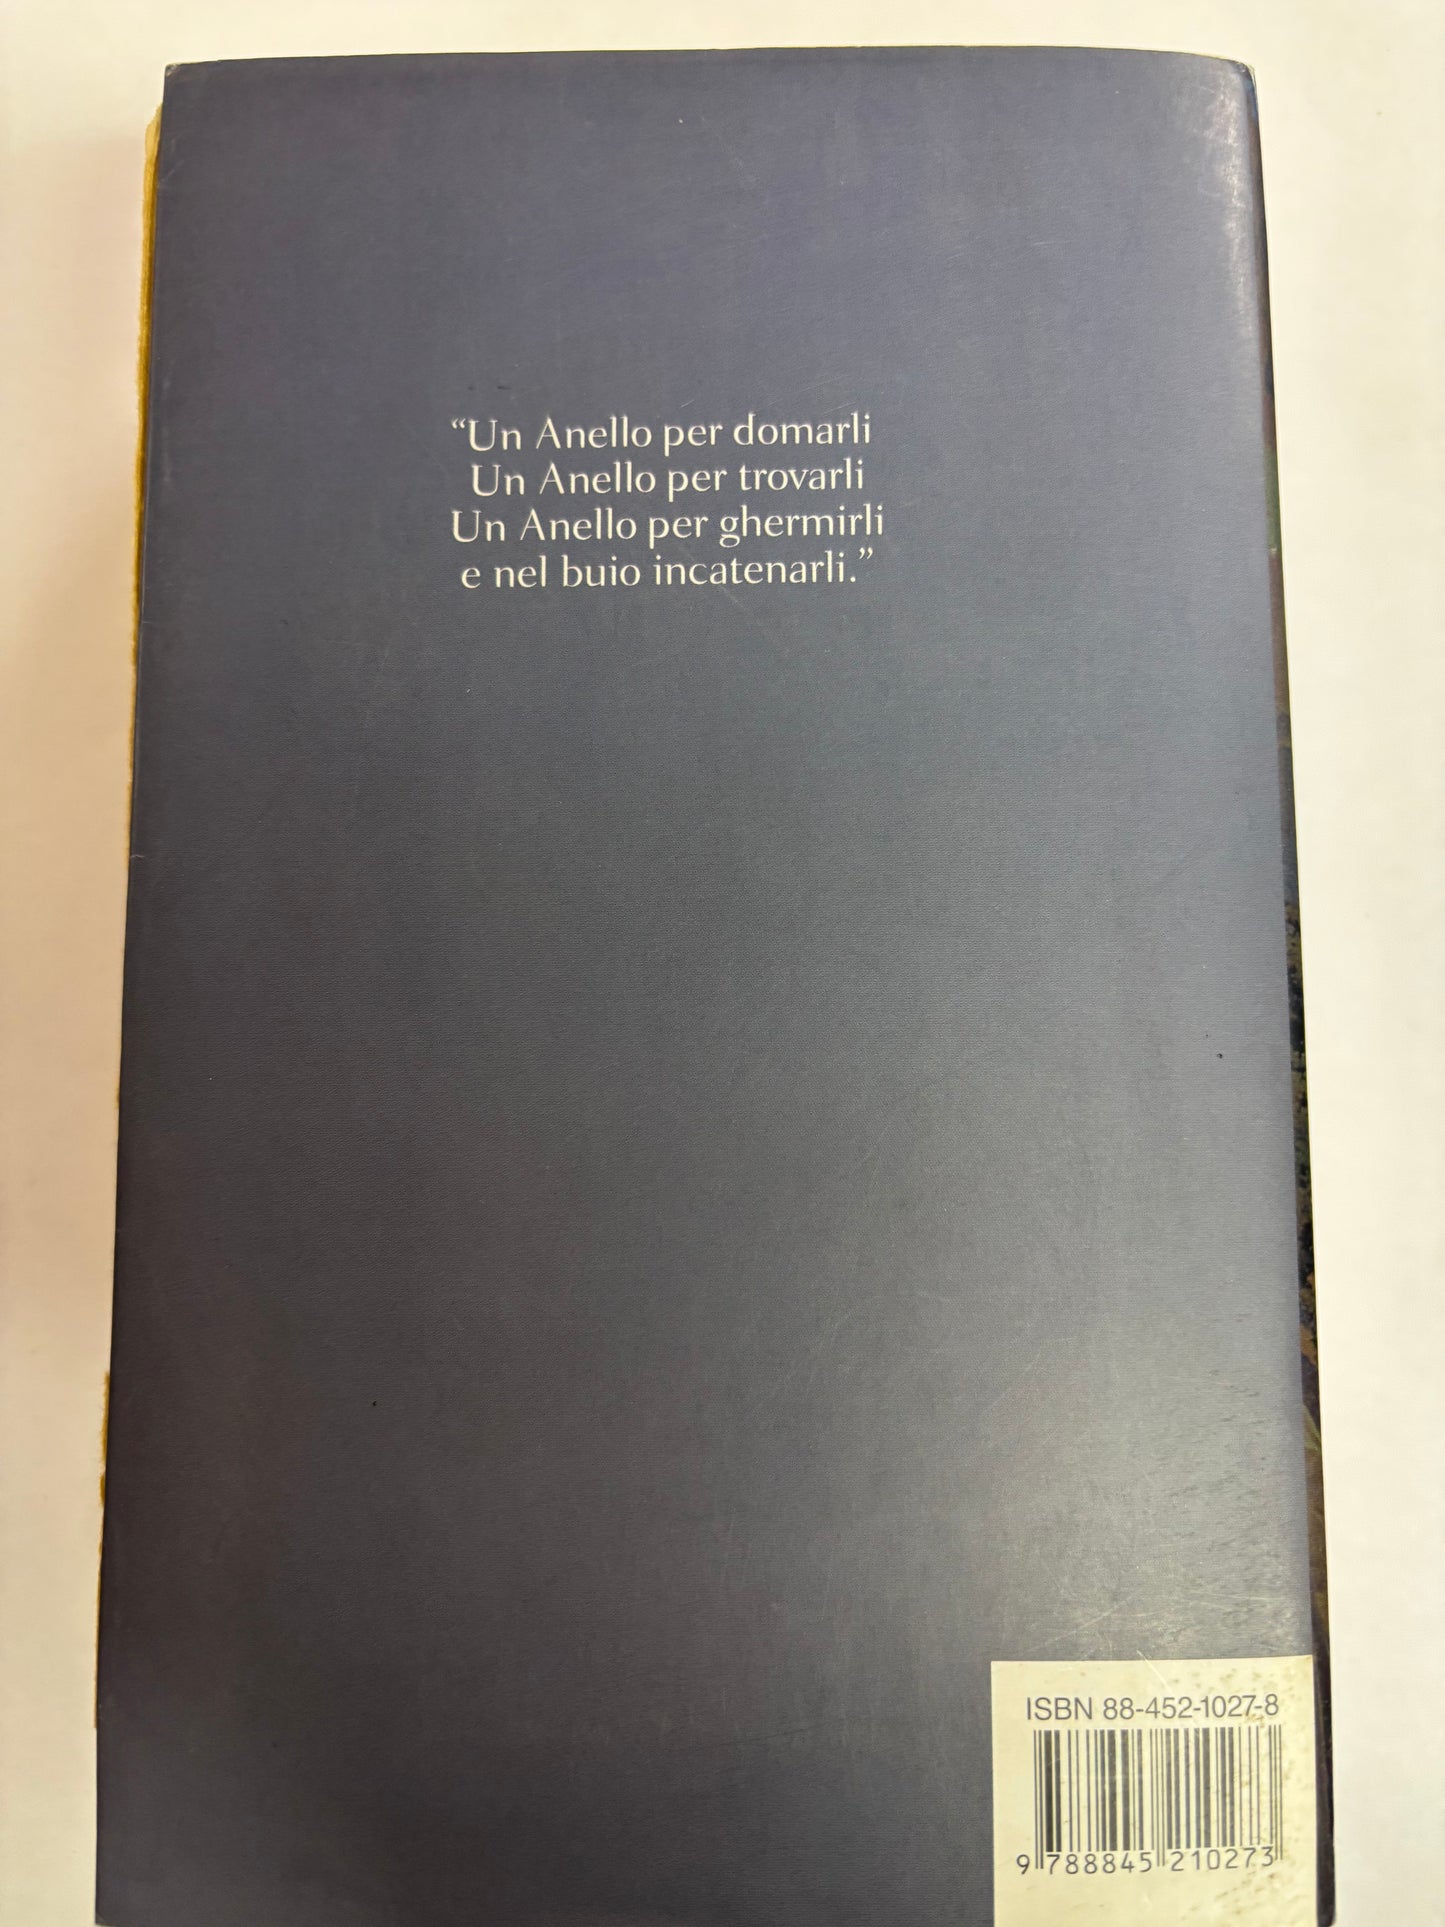 “Un Anello per domarli
Un Anello per trovarli
Un Anello per ghermirli
e nel buio incatenarli.”
ISBN 88-452-1027-8
9 788845 210273